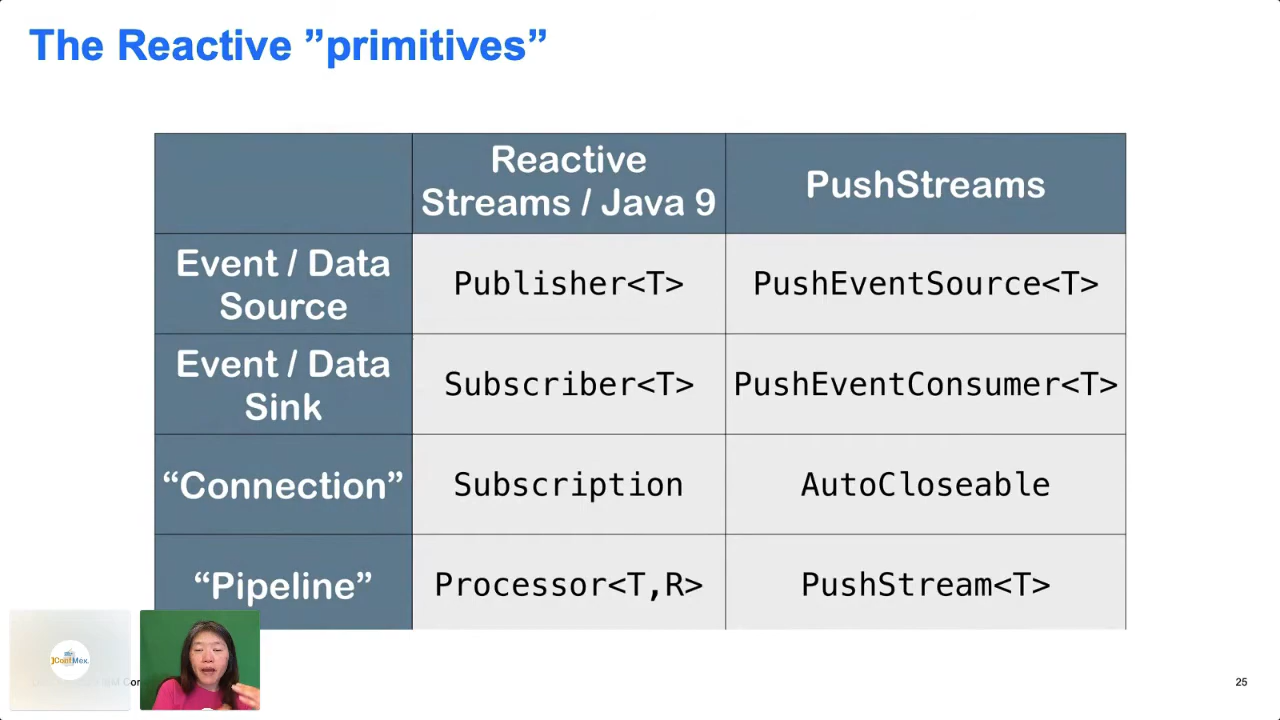 The Reactive ”primitives”
Reactive
Streams / Java 9
PushStreams
Event / Data
Source
Publisher<T>
PushEventSource<T>
Event / Data
Sink
Subscriber<T>
PushEventConsumer<T>
“Connection”
Subscription
AutoCloseable
“Pipeline”
Processor<T,R>
PushStream<T>
JConfMex
25